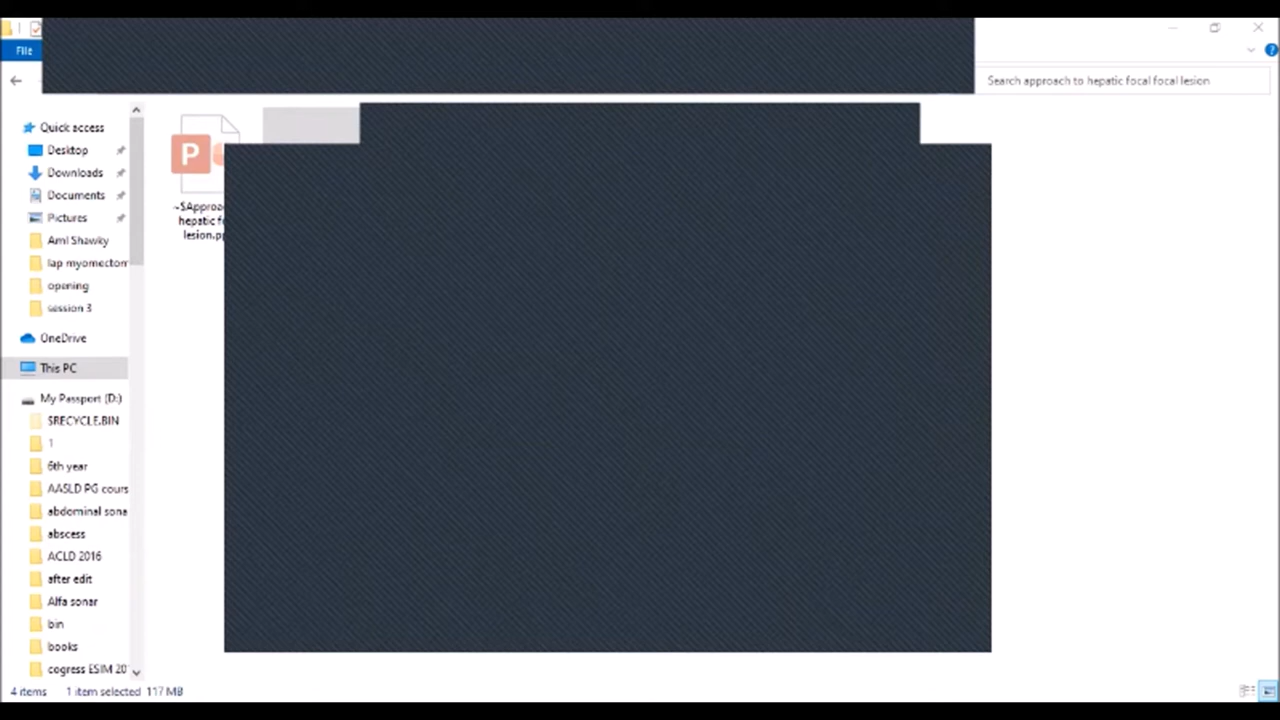 File
Search approach to hepatic focal focal lesion
Quick access
Desktop
Downloads
Documents
Pictures
Aml Shawky
lap myomectom
opening
session 3
OneDrive
This PC
My Passport (D:)
$RECYCLE.BIN
1
6th year
AASLD PG cours
abdominal sona
abscess
ACLD 2016
after edit
Alfa sonar
bin
books
cogress ESIM 20
P
~$Approa
hepatic f
lesion.pp
4 items 1 item selected 117 MB